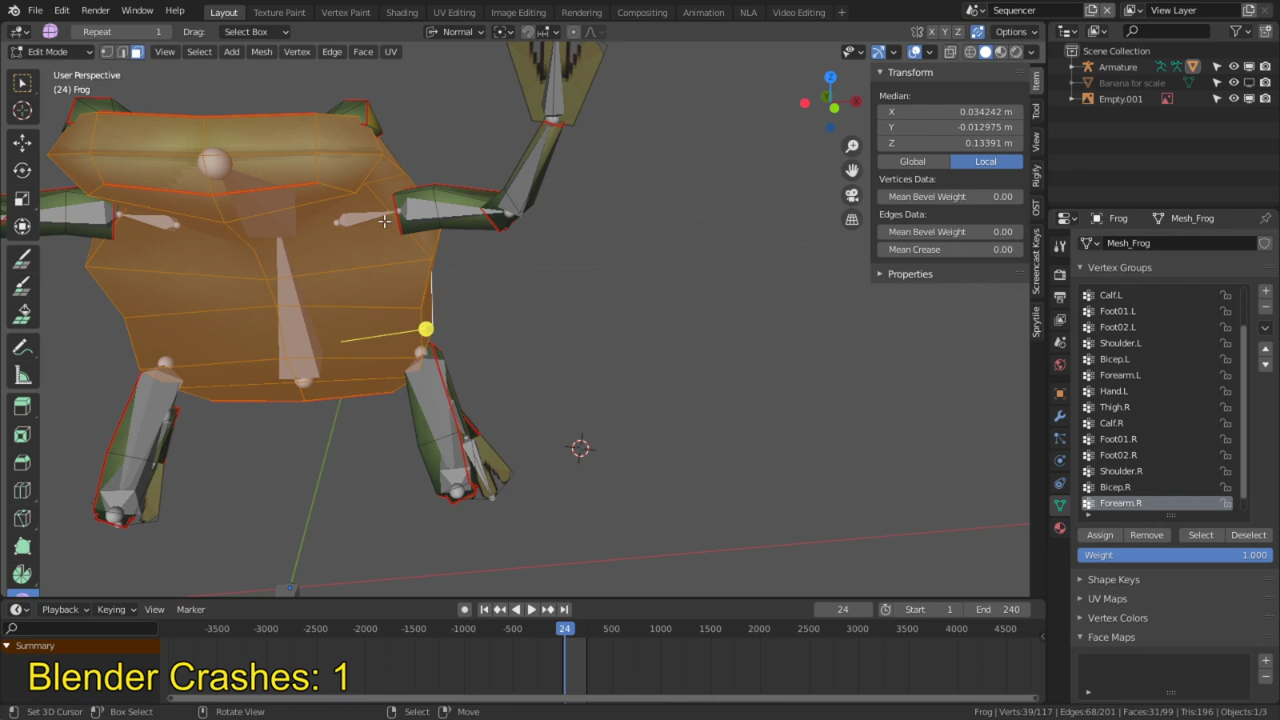 File Edit Render Window Help Layout Texture Paint Vertex Paint Shading UV Editing Image Editing Rendering Compositing Animation NLA Video Editing + Sequencer View Layer
Repeat 1 Drag: Select Box Normal X Y Z Options
Edit Mode View Select Add Mesh Vertex Edge Face UV
User Perspective
(24) Frog
Transform
Median:
X 0.034242 m
Y -0.012975 m
Z 0.13391 m
Global Local
Vertices Data:
Mean Bevel Weight 0.00
Edges Data:
Mean Bevel Weight 0.00
Mean Crease 0.00
Properties
Item
Tool
View
Rigify
OST
Screencast Keys
Sprytile
Scene Collection
Armature
Banana for scale
Empty.001
Frog Mesh_Frog
Mesh_Frog
Vertex Groups
Calf.L
Foot01.L
Foot02.L
Shoulder.L
Bicep.L
Forearm.L
Hand.L
Thigh.R
Calf.R
Foot01.R
Foot02.R
Shoulder.R
Bicep.R
Forearm.R
Assign Remove Select Deselect
Weight 1.000
Shape Keys
UV Maps
Vertex Colors
Face Maps
Playback Keying View Marker 24 Start 1 End 240
-3500 -3000 -2500 -2000 -1500 -1000 -500 24 500 1000 1500 2000 2500 3000 3500 4000 4500
Summary
Blender Crashes: 1
Set 3D Cursor Box Select Rotate View Select Move Frog | Verts:39/117 | Edges:68/201 | Faces:31/99 | Tris:196 | Objects:1/3